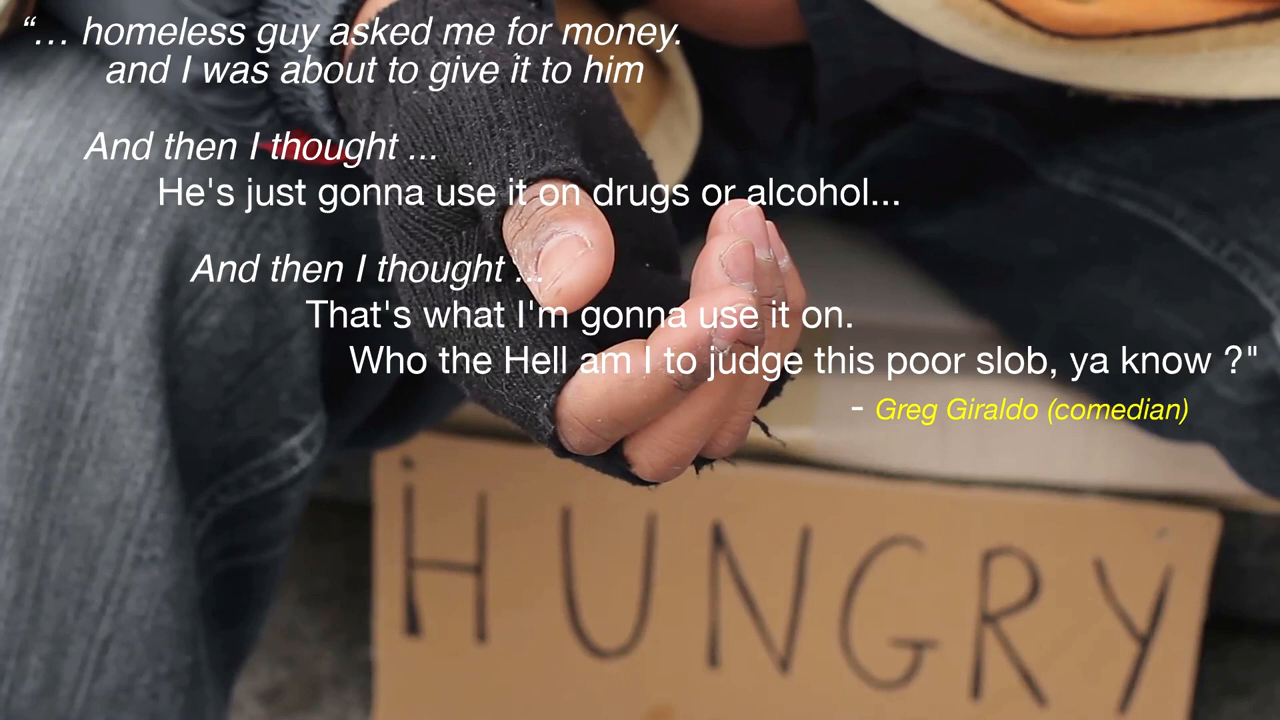 “... homeless guy asked me for money.
and I was about to give it to him
And then I thought ...
He's just gonna use it on drugs or alcohol...
And then I thought ...
That's what I'm gonna use it on.
Who the Hell am I to judge this poor slob, ya know ?"
- Greg Giraldo (comedian)
HUNGRY